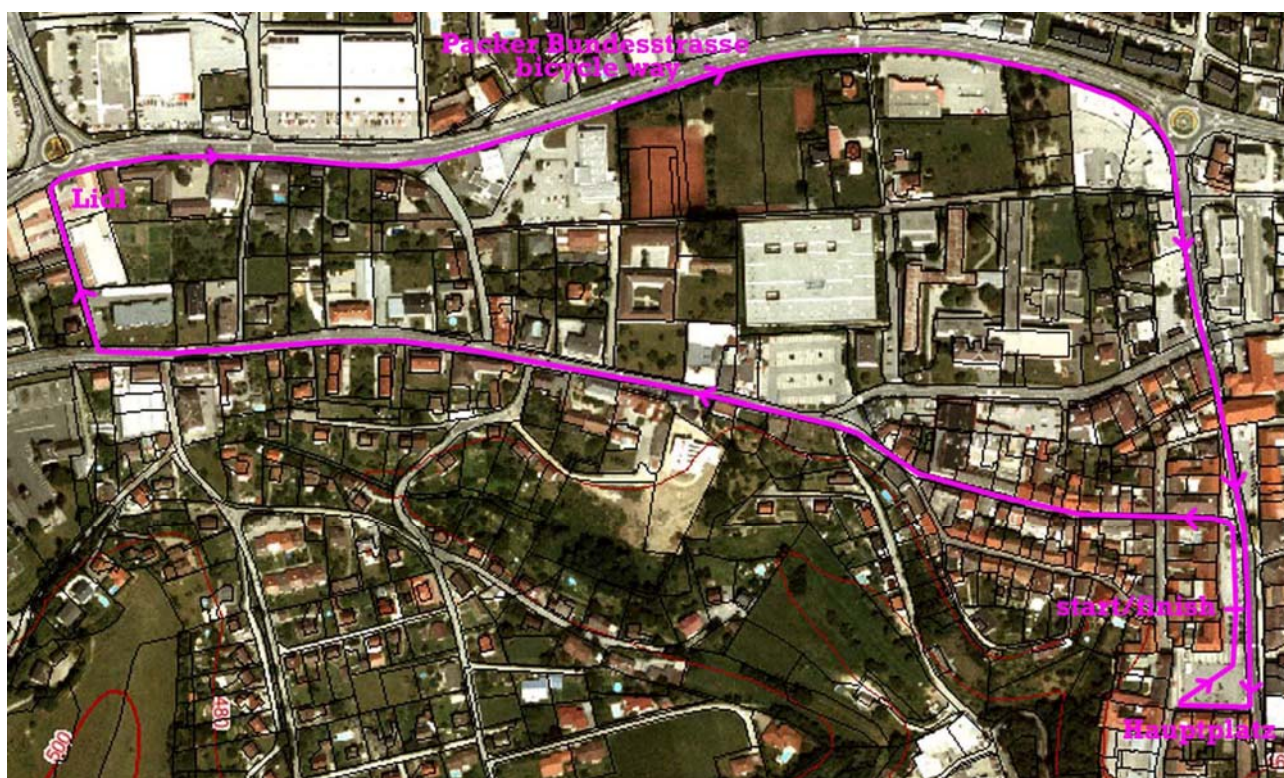 Packer Bundesstrasse
bicycle way
Lidl
start/finish
Hauptplatz
480
500